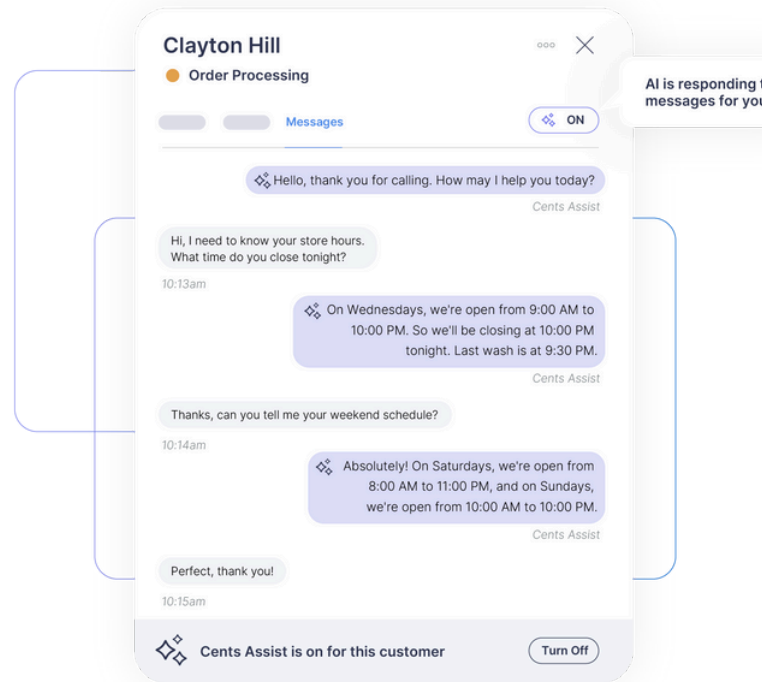 Clayton Hill
Order Processing
AI is responding
messages for
Messages
ON
Hello, thank you for calling. How may I help you today?
Cents Assist
Hi, I need to know your store hours.
What time do you close tonight?
10:13am
On Wednesdays, we're open from 9:00 AM to
10:00 PM. So we'll be closing at 10:00 PM
tonight. Last wash is at 9:30 PM.
Cents Assist
Thanks, can you tell me your weekend schedule?
10:14am
Absolutely! On Saturdays, we're open from
8:00 AM to 11:00 PM, and on Sundays,
we're open from 10:00 AM to 10:00 PM.
Cents Assist
Perfect, thank you!
10:15am
Cents Assist is on for this customer
Turn Off